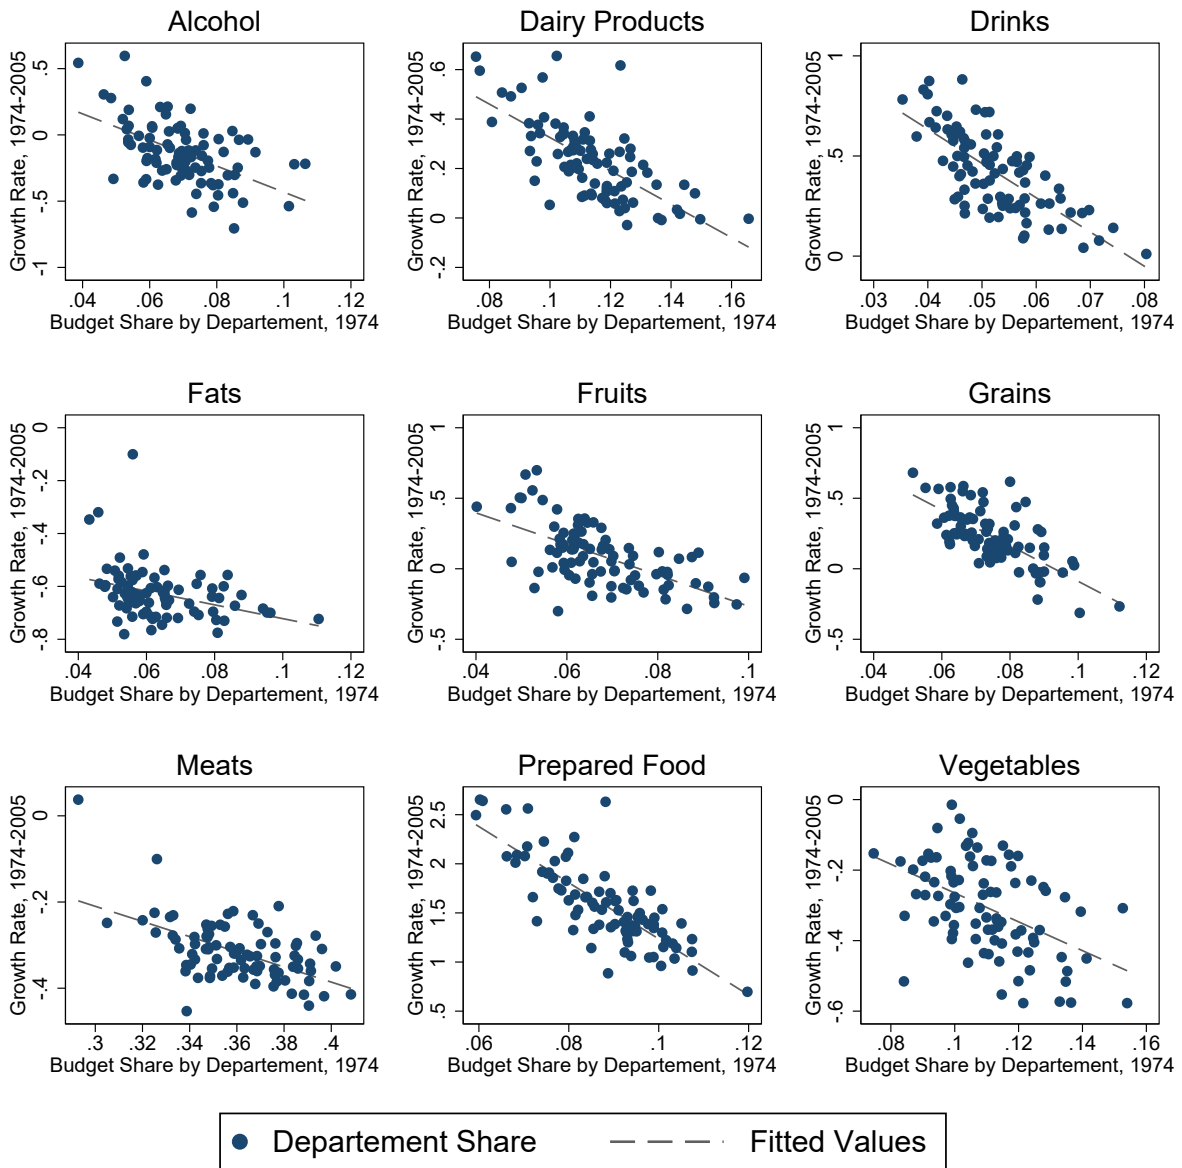 Alcohol
Growth Rate, 1974-2005
.5
0
-.5
-1
.04 .06 .08 .1 .12
Budget Share by Departement, 1974
Dairy Products
Growth Rate, 1974-2005
.6
.4
.2
0
-.2
.08 .1 .12 .14 .16
Budget Share by Departement, 1974
Drinks
Growth Rate, 1974-2005
1
.5
0
.03 .04 .05 .06 .07 .08
Budget Share by Departement, 1974
Fats
Growth Rate, 1974-2005
0
-.2
-.4
-.6
-.8
.04 .06 .08 .1 .12
Budget Share by Departement, 1974
Fruits
Growth Rate, 1974-2005
1
.5
0
-.5
.04 .06 .08 .1
Budget Share by Departement, 1974
Grains
Growth Rate, 1974-2005
1
.5
0
-.5
.04 .06 .08 .1 .12
Budget Share by Departement, 1974
Meats
Growth Rate, 1974-2005
0
-.2
-.4
.3 .32 .34 .36 .38 .4
Budget Share by Departement, 1974
Prepared Food
Growth Rate, 1974-2005
2.5
2
1.5
1
.5
.06 .08 .1 .12
Budget Share by Departement, 1974
Vegetables
Growth Rate, 1974-2005
0
-.2
-.4
-.6
.08 .1 .12 .14 .16
Budget Share by Departement, 1974
Departement Share Fitted Values